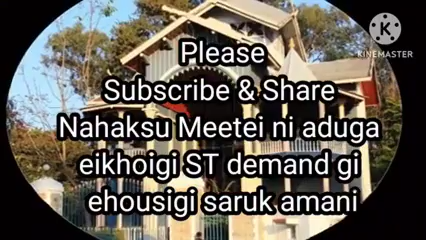 KINEMASTER
Please
Subscribe & Share
Nahaksu Meetei ni aduga
eikhoigi ST demand gi
ehousigi saruk amani